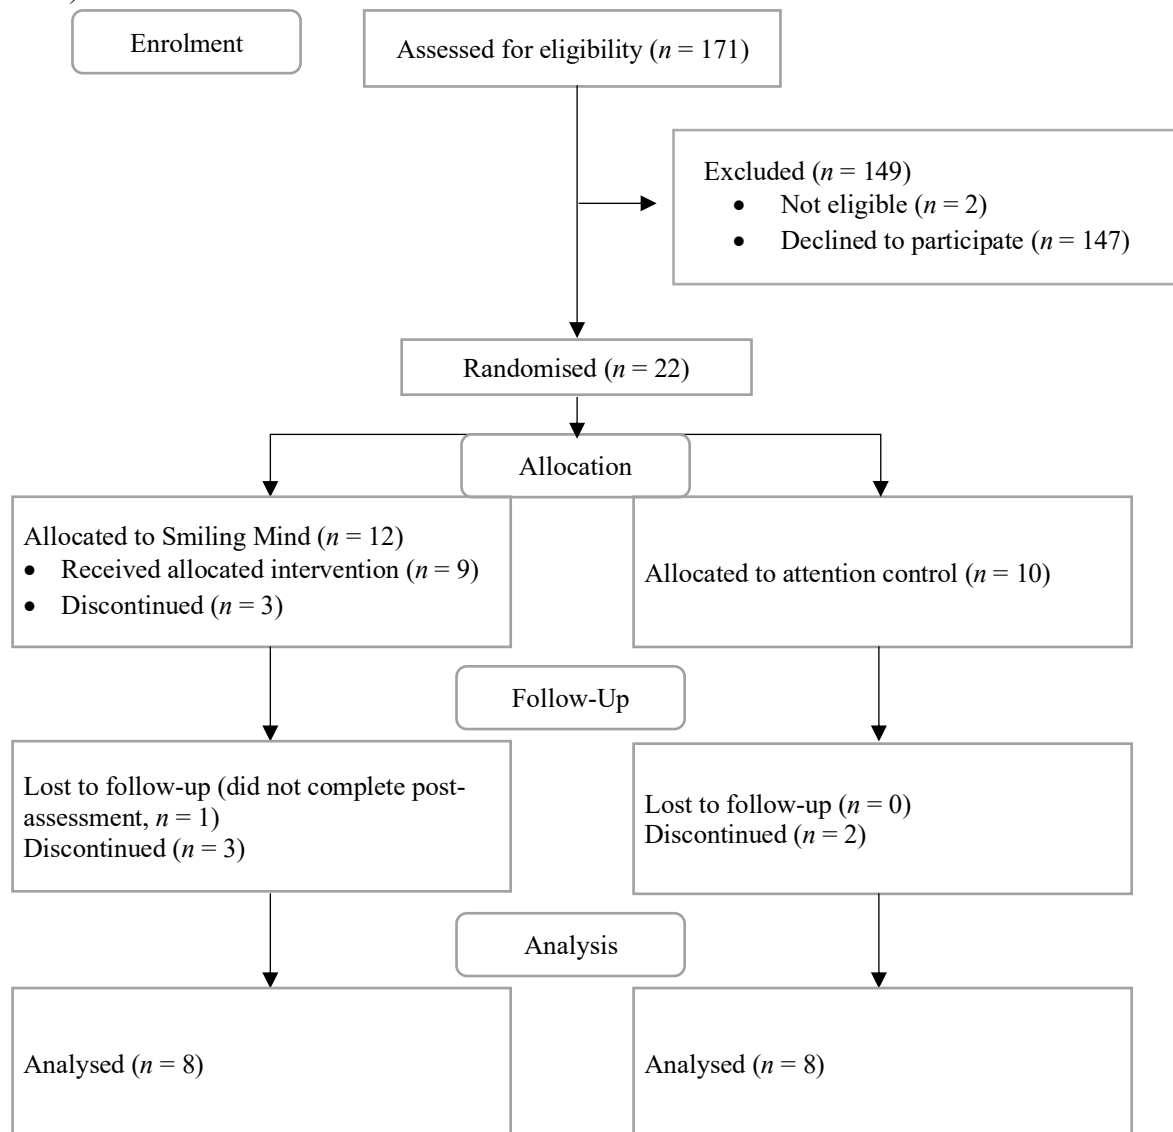 Enrolment
Assessed for eligibility (n = 171)
Excluded (n = 149)
• Not eligible (n = 2)
• Declined to participate (n = 147)
Randomised (n = 22)
Allocation
Allocated to Smiling Mind (n = 12)
• Received allocated intervention (n = 9)
• Discontinued (n = 3)
Allocated to attention control (n = 10)
Follow-Up
Lost to follow-up (did not complete post-
assessment, n = 1)
Discontinued (n = 3)
Lost to follow-up (n = 0)
Discontinued (n = 2)
Analysis
Analysed (n = 8)
Analysed (n = 8)